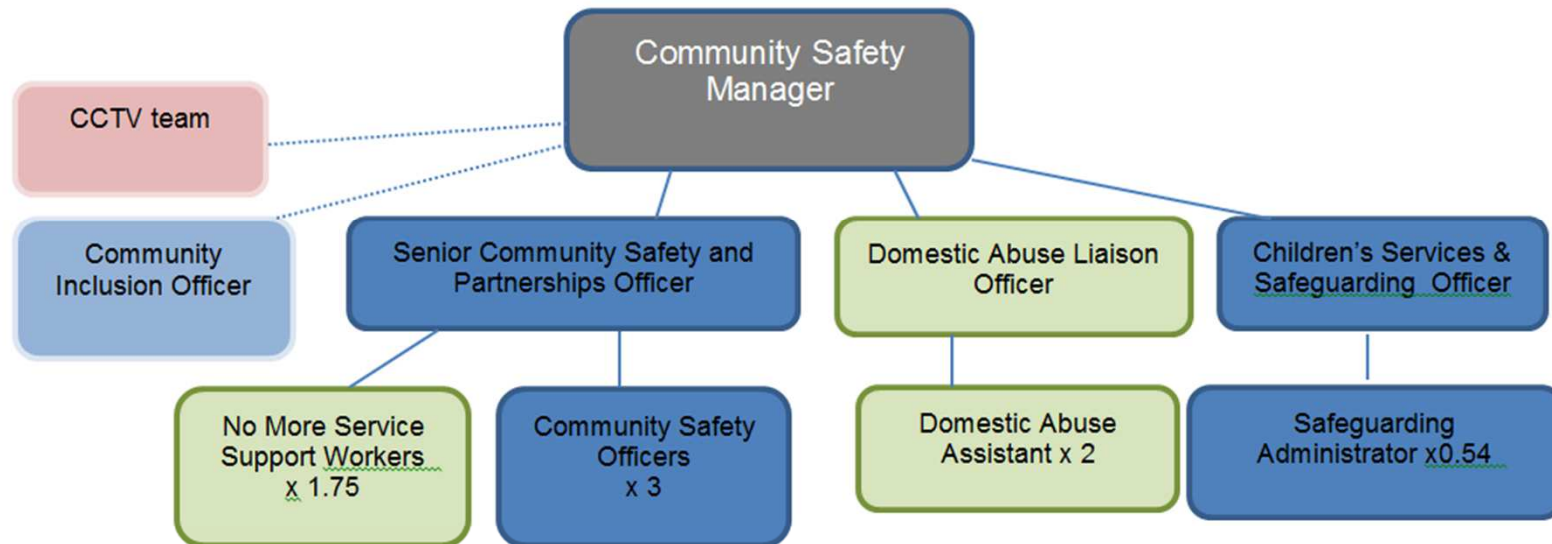 Community Safety
Manager
CCTV team
Community
Inclusion Officer
Senior Community Safety and
Partnerships Officer
Domestic Abuse Liaison
Officer
Children’s Services &
Safeguarding Officer
No More Service
Support Workers
x 1.75
Community Safety
Officers
x 3
Domestic Abuse
Assistant x 2
Safeguarding
Administrator x0.54